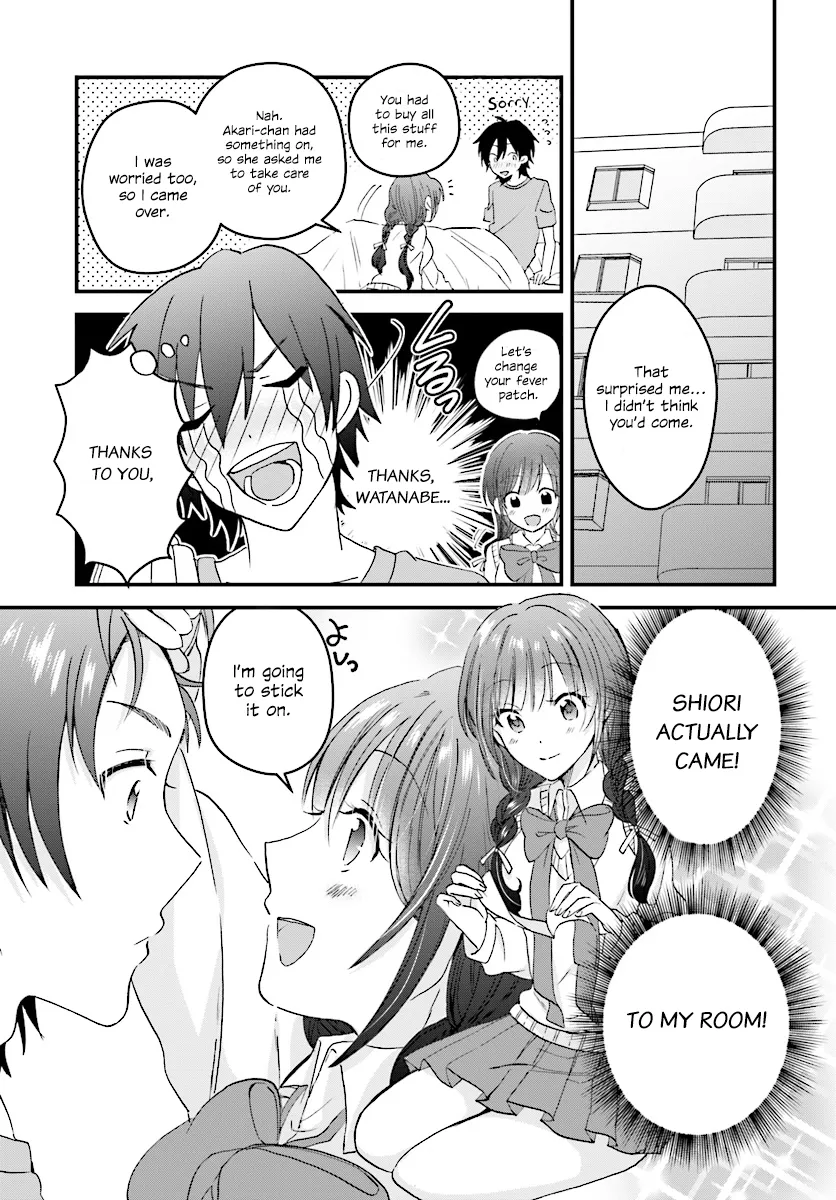 That
surprised me...
I didn't think
you'd come.
Sorry
You had
to buy all
this stuff
for me.
Nah.
Akari-chan had
something on,
so she asked me
to take care
of you.
I was
worried too,
so I came
over.
Let's
change
your fever
patch.
THANKS,
WATANABE...
THANKS
TO YOU,
SHIORI
ACTUALLY
CAME!
TO MY ROOM!
よしっ
I'm going
to stick
it on.